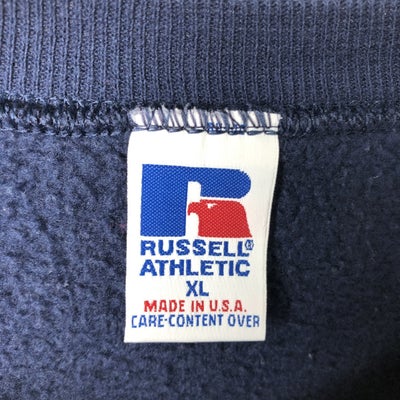 R
RUSSELL®
ATHLETIC
XL
MADE IN U.S.A.
CARE-CONTENT OVER